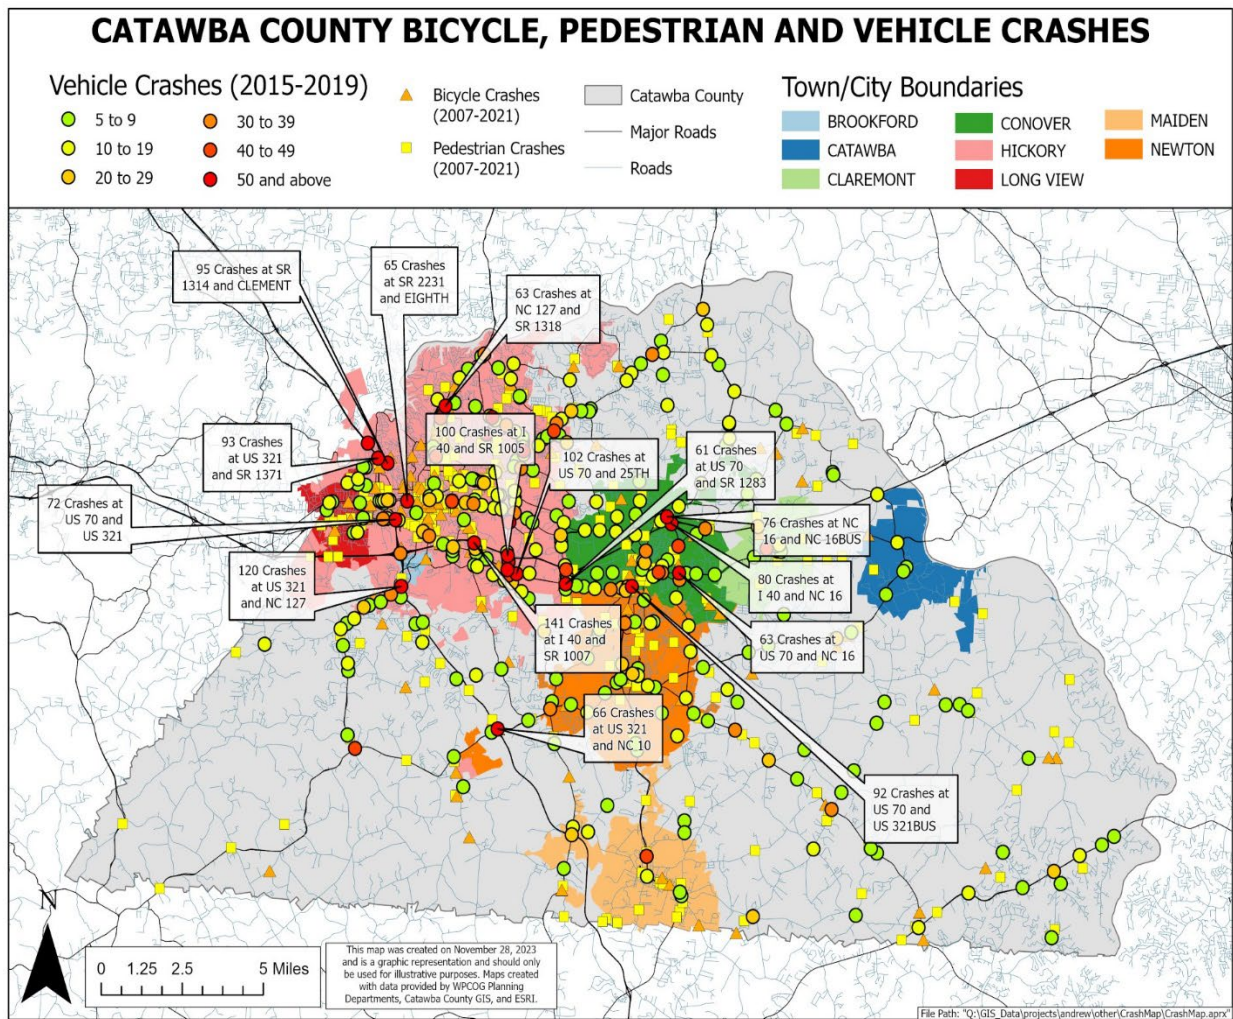 CATAWBA COUNTY BICYCLE, PEDESTRIAN AND VEHICLE CRASHES
Vehicle Crashes (2015-2019)
5 to 9
10 to 19
20 to 29
30 to 39
40 to 49
50 and above
Bicycle Crashes
(2007-2021)
Pedestrian Crashes
(2007-2021)
Catawba County
Major Roads
Roads
Town/City Boundaries
BROOKFORD
CATAWBA
CLAREMONT
CONOVER
HICKORY
LONG VIEW
MAIDEN
NEWTON
95 Crashes at SR
1314 and CLEMENT
65 Crashes
at SR 2231
and EIGHTH
63 Crashes at
NC 127 and
SR 1318
93 Crashes
at US 321
and SR 1371
100 Crashes at I
40 and SR 1005
102 Crashes at
US 70 and 25TH
61 Crashes
at US 70
and SR 1283
72 Crashes at
US 70 and
US 321
76 Crashes at NC
16 and NC 16BUS
120 Crashes
at US 321
and NC 127
80 Crashes at
I 40 and NC 16
141 Crashes
at I 40 and
SR 1007
63 Crashes at
US 70 and NC 16
66 Crashes
at US 321
and NC 10
92 Crashes at
US 70 and
US 321BUS
N
0 1.25 2.5 5 Miles
This map was created on November 28, 2023
and is a graphic representation and should only
be used for illustrative purposes. Maps created
with data provided by WPCOG Planning
Departments, Catawba County GIS, and ESRI.
File Path: "Q:\GIS_Data\projects\andrew\other\CrashMap\CrashMap.aprx"